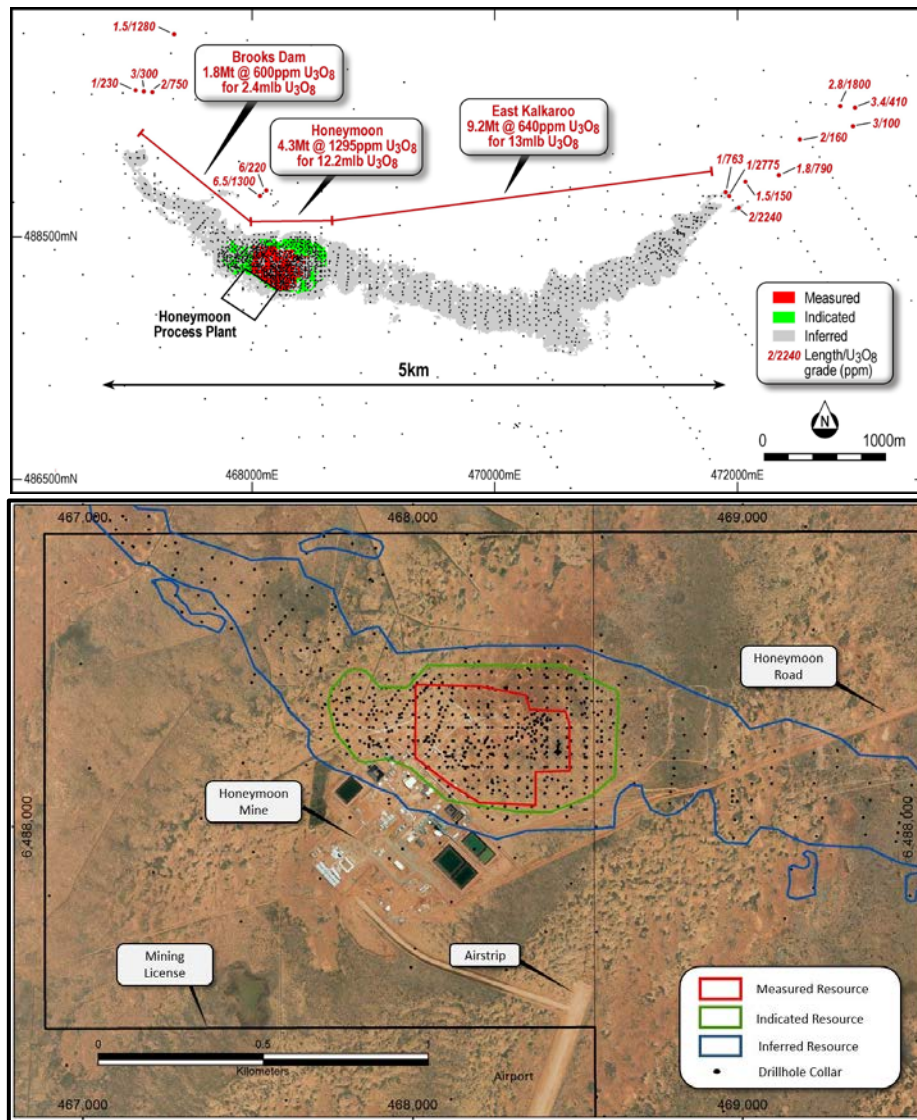 1.5/1280
Brooks Dam
1.8Mt @ 600ppm U₃O₈
for 2.4mlb U₃O₈
3/300
1/230
2/750
2.8/1800
East Kalkaroo
9.2Mt @ 640ppm U₃O₈
for 13mlb U₃O₈
3.4/410
Honeymoon
4.3Mt @ 1295ppm U₃O₈
for 12.2mlb U₃O₈
3/100
2/160
6/220
6.5/1300
1/763
1/2775
1.8/790
1.5/150
2/2240
488500mN
Honeymoon
Process Plant
Measured
Indicated
Inferred
2/2240 Length/U₃O₈
grade (ppm)
5km
N
0 1000m
486500mN
468000mE 470000mE 472000mE
467,000 468,000 469,000
Honeymoon
Road
Honeymoon
Mine
6,488,000 6,488,000
Mining
License
Airstrip
Measured Resource
Indicated Resource
Inferred Resource
Drillhole Collar
0 0.5 1
Kilometers
Airport
467,000 468,000 469,000